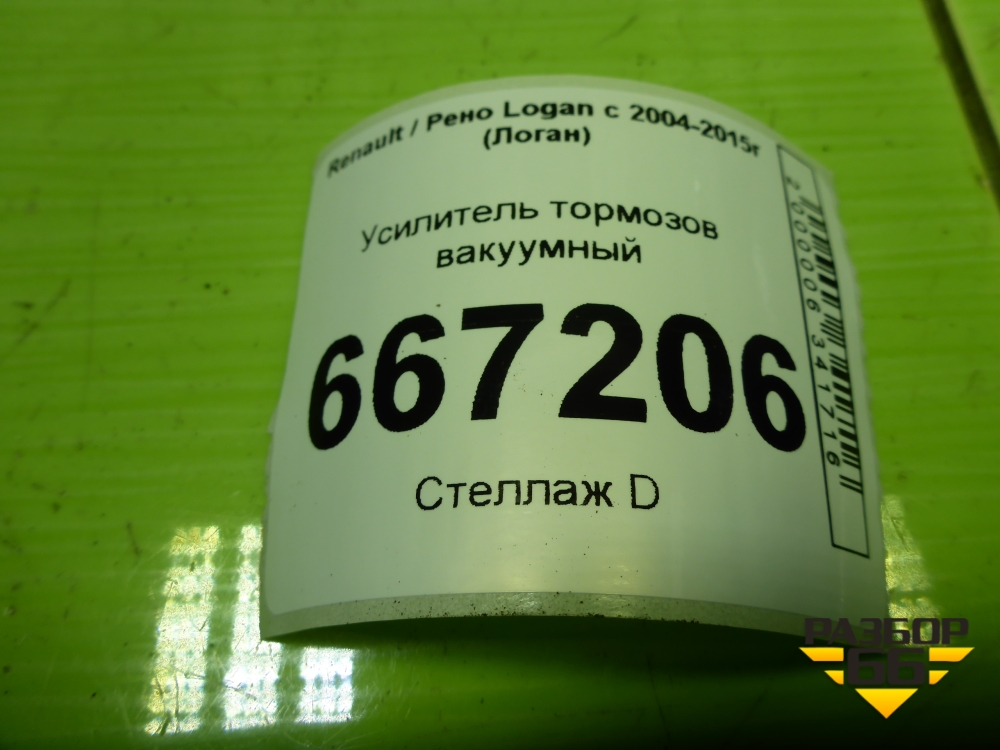 Renault / Рено Logan с 2004-2015г
(Логан)
Усилитель тормозов
вакуумный
667206
Стеллаж D
2000006341716
РАЗБОР
66